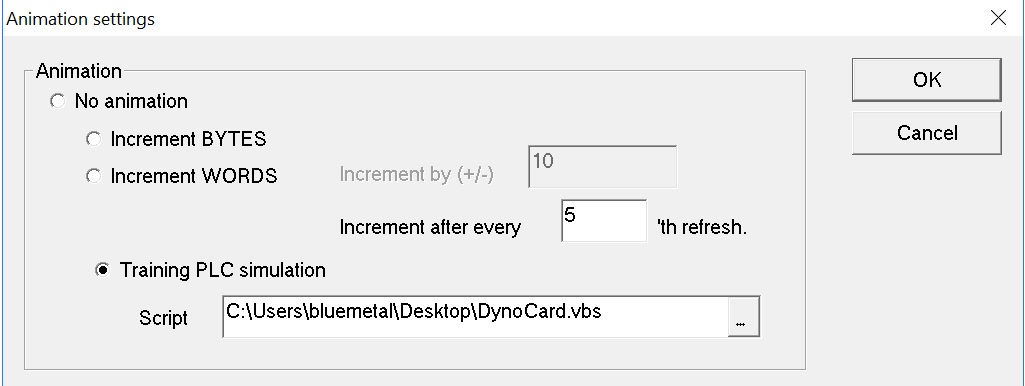 Animation settings
Animation
OK
No animation
Increment BYTES
Cancel
Increment WORDS
Increment by (+/-)
10
Increment after every
5
'th refresh.
Training PLC simulation
Script
C:\Users\bluemetal\Desktop\DynoCard.vbs
...